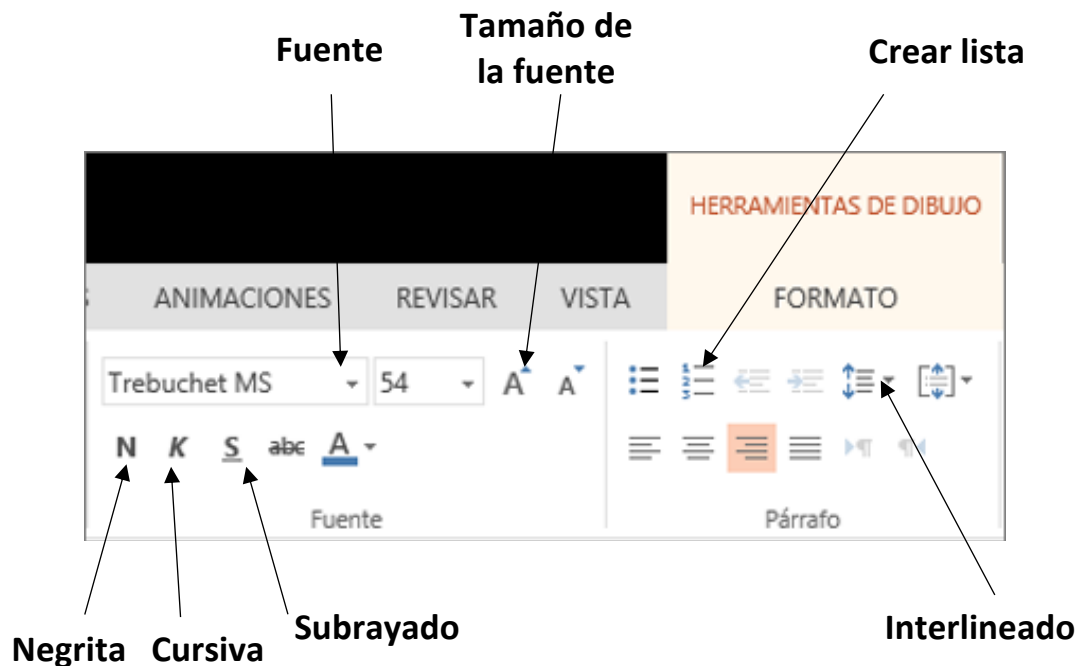 Fuente
Tamaño de
la fuente
Crear lista
HERRAMIENTAS DE DIBUJO
ANIMACIONES REVISAR VISTA FORMATO
Trebuchet MS 54 A A
N K S abc A
Fuente Párrafo
Negrita Cursiva Subrayado Interlineado